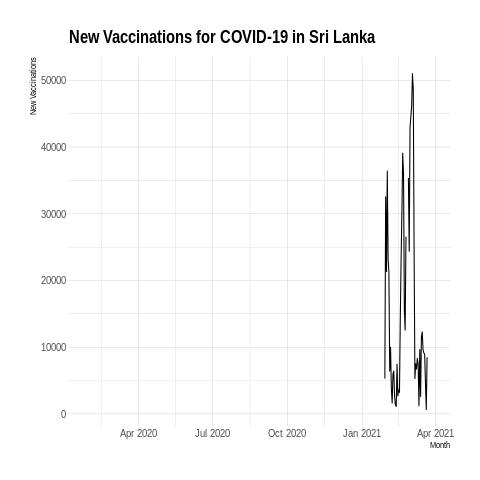 New Vaccinations for COVID-19 in Sri Lanka
New Vaccinations
50000
40000
30000
20000
10000
0
Apr 2020 Jul 2020 Oct 2020 Jan 2021 Apr 2021
Month